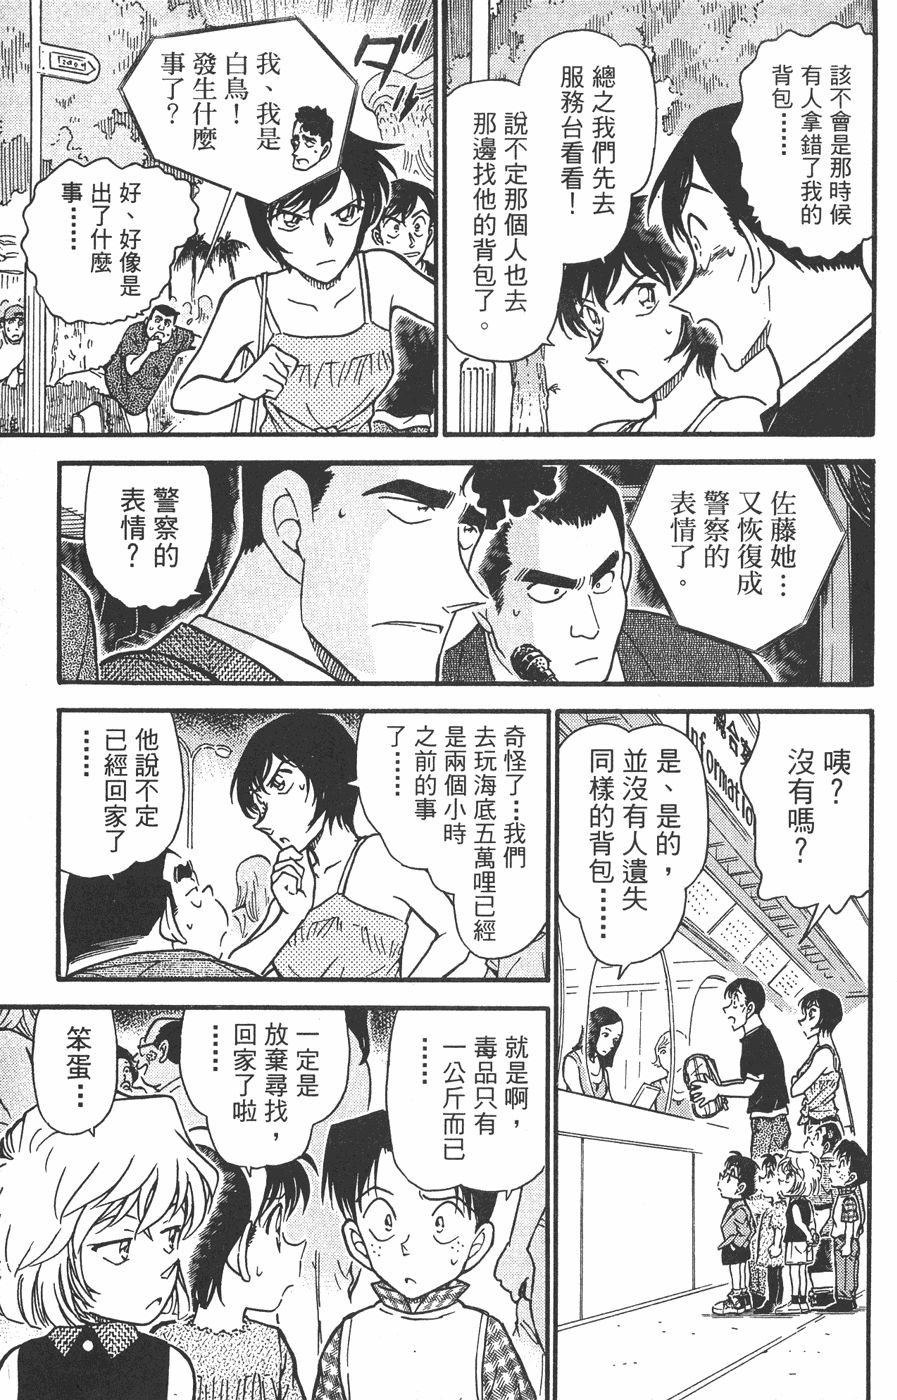 該不會是那時候
有人拿錯了我的
背包…
總之我們先去
服務台看看！
說不定那個人也去
那邊找他的背包了。
ダッ
我、我是
白鳥！
發生什麼
事了？
好、好像是
出了什麼
事……
佐藤她…
又恢復成
警察的
表情了。
警察的
表情？
咦？
沒有嗎？
Information
是、是的，
並沒有人遺失
同樣的背包……
奇怪了…我們
去玩海底五萬哩已經
是兩個小時
之前的事
了……
他說不定
已經回家了
……
就是啊，
毒品只有
一公斤而已
……
一定是
放棄尋找，
回家了啦
……
笨蛋…